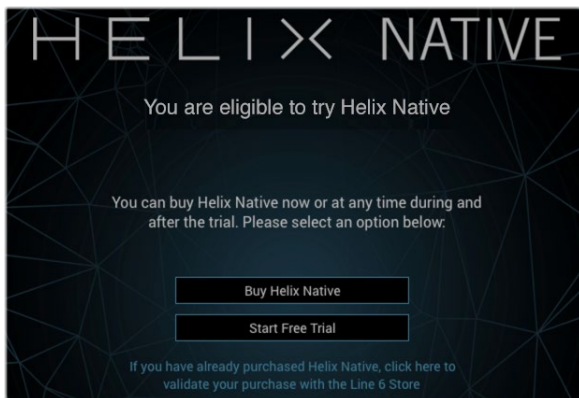 HELIX NATIVE
You are eligible to try Helix Native
You can buy Helix Native now or at any time during and
after the trial. Please select an option below:
Buy Helix Native
Start Free Trial
If you have already purchased Helix Native, click here to
validate your purchase with the Line 6 Store